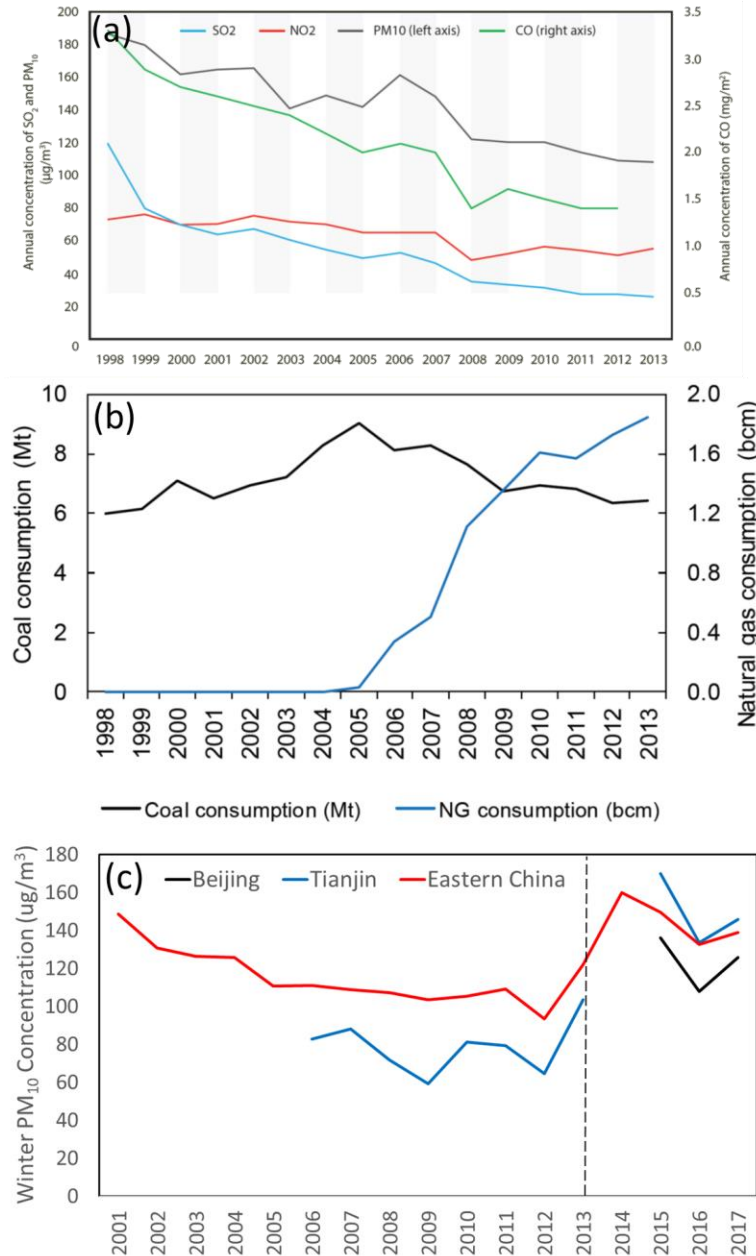 (a)
SO2 NO2 PM10 (left axis) CO (right axis)
Annual concentration of SO₂ and PM₁₀
(µg/m³)
200
180
160
140
120
100
80
60
40
20
0
3.5
3.0
2.5
2.0
1.5
1.0
0.5
0.0
Annual concentration of CO (mg/m²)
1998 1999 2000 2001 2002 2003 2004 2005 2006 2007 2008 2009 2010 2011 2012 2013
(b)
Coal consumption (Mt)
10
8
6
4
2
0
2.0
1.6
1.2
0.8
0.4
0.0
Natural gas consumption (bcm)
1998 1999 2000 2001 2002 2003 2004 2005 2006 2007 2008 2009 2010 2011 2012 2013
Coal consumption (Mt) NG consumption (bcm)
(c)
Beijing Tianjin Eastern China
Winter PM₁₀ Concentration (ug/m³)
180
160
140
120
100
80
60
40
20
0
2001 2002 2003 2004 2005 2006 2007 2008 2009 2010 2011 2012 2013 2014 2015 2016 2017